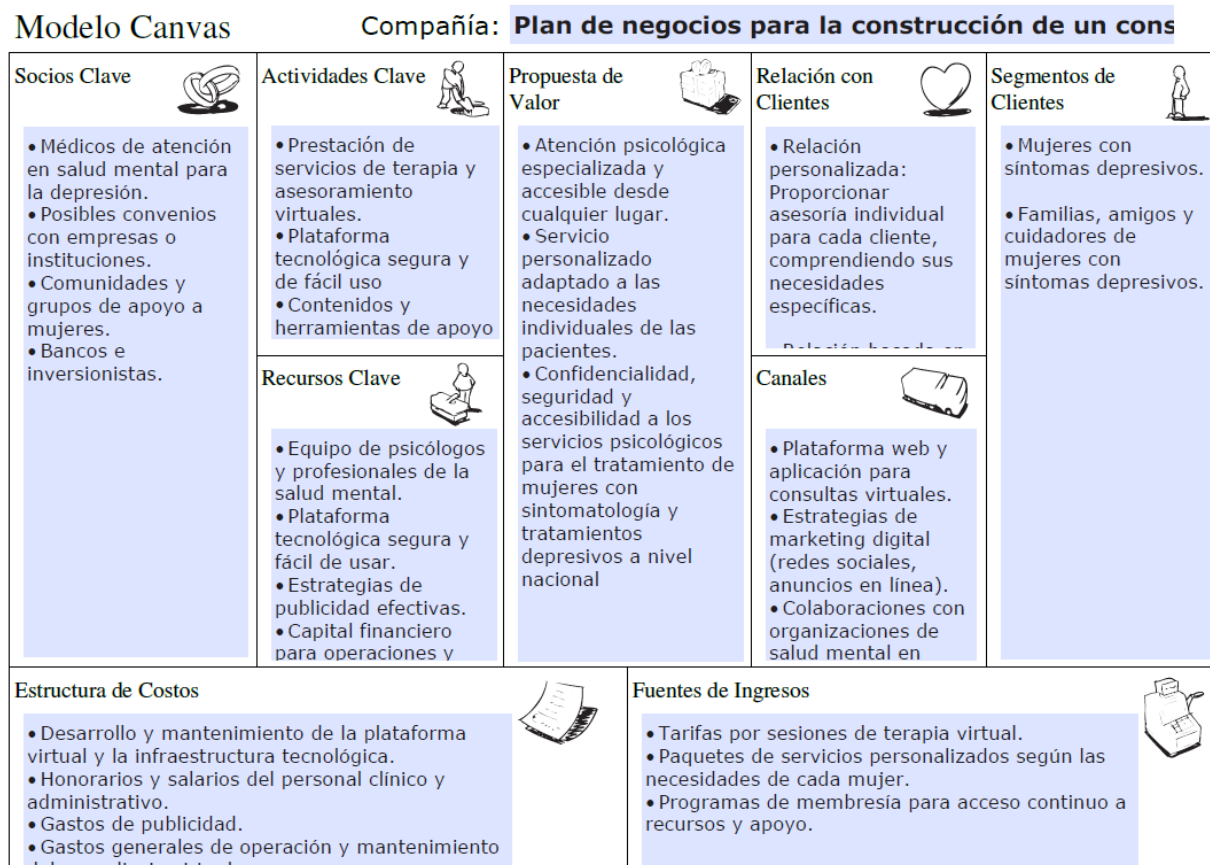 Modelo Canvas
Compañía: Plan de negocios para la construcción de un cons
Socios Clave
• Médicos de atención
en salud mental para
la depresión.
• Posibles convenios
con empresas o
instituciones.
• Comunidades y
grupos de apoyo a
mujeres.
• Bancos e
inversionistas.
Actividades Clave
• Prestación de
servicios de terapia y
asesoramiento
virtuales.
• Plataforma
tecnológica segura y
de fácil uso
• Contenidos y
herramientas de apoyo
Recursos Clave
• Equipo de psicólogos
y profesionales de la
salud mental.
• Plataforma
tecnológica segura y
fácil de usar.
• Estrategias de
publicidad efectivas.
• Capital financiero
para operaciones y
Propuesta de
Valor
• Atención psicológica
especializada y
accesible desde
cualquier lugar.
• Servicio
personalizado
adaptado a las
necesidades
individuales de las
pacientes.
• Confidencialidad,
seguridad y
accesibilidad a los
servicios psicológicos
para el tratamiento de
mujeres con
sintomatología y
tratamientos
depresivos a nivel
nacional
Relación con
Clientes
• Relación
personalizada:
Proporcionar
asesoría individual
para cada cliente,
comprendiendo sus
necesidades
específicas.
Canales
• Plataforma web y
aplicación para
consultas virtuales.
• Estrategias de
marketing digital
(redes sociales,
anuncios en línea).
• Colaboraciones con
organizaciones de
salud mental en
Segmentos de
Clientes
• Mujeres con
síntomas depresivos.
• Familias, amigos y
cuidadores de
mujeres con
síntomas depresivos.
Estructura de Costos
• Desarrollo y mantenimiento de la plataforma
virtual y la infraestructura tecnológica.
• Honorarios y salarios del personal clínico y
administrativo.
• Gastos de publicidad.
• Gastos generales de operación y mantenimiento
Fuentes de Ingresos
• Tarifas por sesiones de terapia virtual.
• Paquetes de servicios personalizados según las
necesidades de cada mujer.
• Programas de membresía para acceso continuo a
recursos y apoyo.